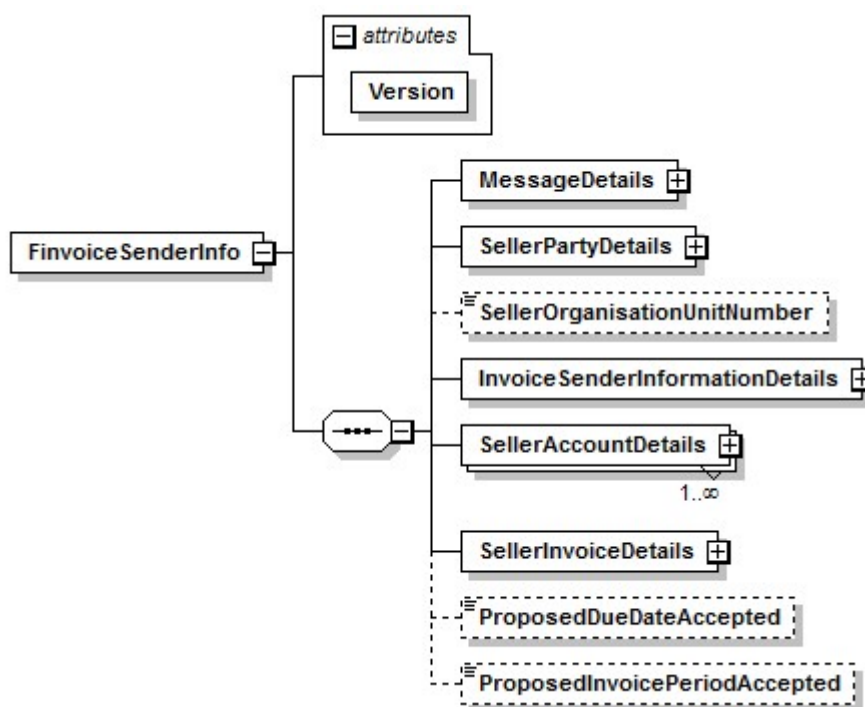 attributes
Version
MessageDetails
FinvoiceSenderInfo
SellerPartyDetails
SellerOrganisationUnitNumber
InvoiceSenderInformationDetails
SellerAccountDetails
1..∞
SellerInvoiceDetails
ProposedDueDateAccepted
ProposedInvoicePeriodAccepted